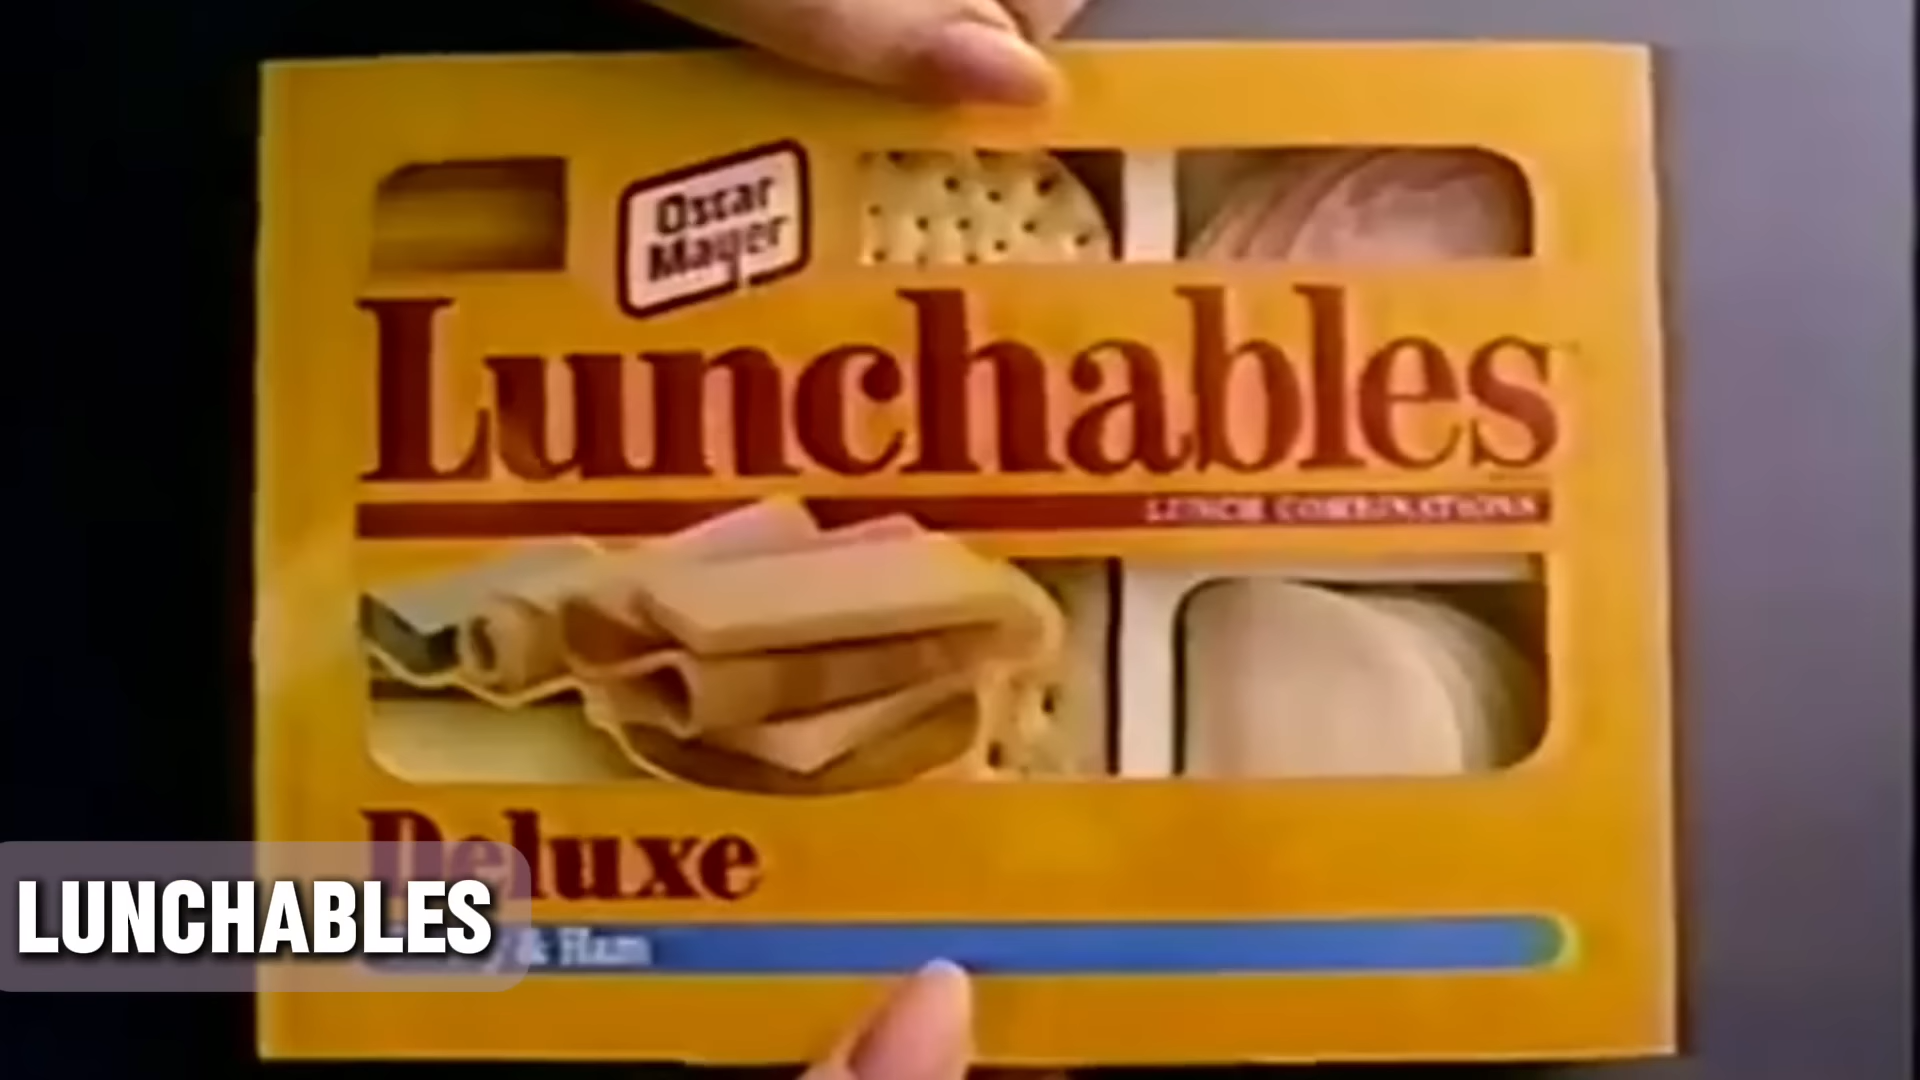 Oscar
Mayer
Lunchables
LUNCH COMBINATIONS
Deluxe
& Ham
LUNCHABLES